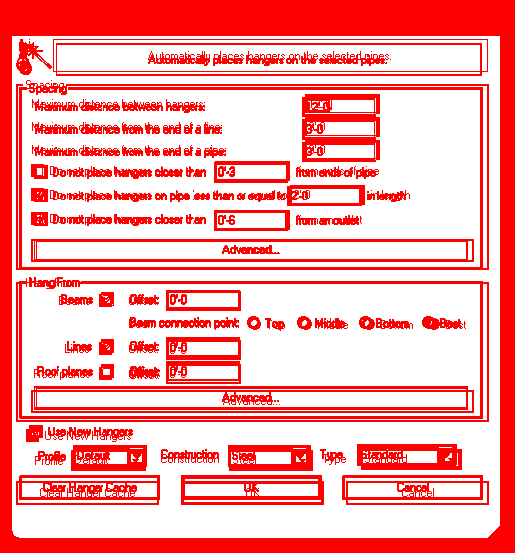 Automatically places hangers on the selected pipes.
Spacing
Maximum distance between hangers: 12'-0
Maximum distance from the end of a line: 3'-0
Maximum distance from the end of a pipe: 3'-0
Do not place hangers closer than 0'-3 from ends of pipe
Do not place hangers on pipe less than or equal to 2'-0 in length
Do not place hangers closer than 0'-6 from an outlet
Advanced...
Hang From
Beams Offset: 0'-0
Beam connection point: Top Middle Bottom Best
Lines Offset: 0'-0
Roof planes Offset: 0'-0
Advanced...
Use New Hangers
Profile Default Construction Steel Type Standard
Clear Hanger Cache OK Cancel